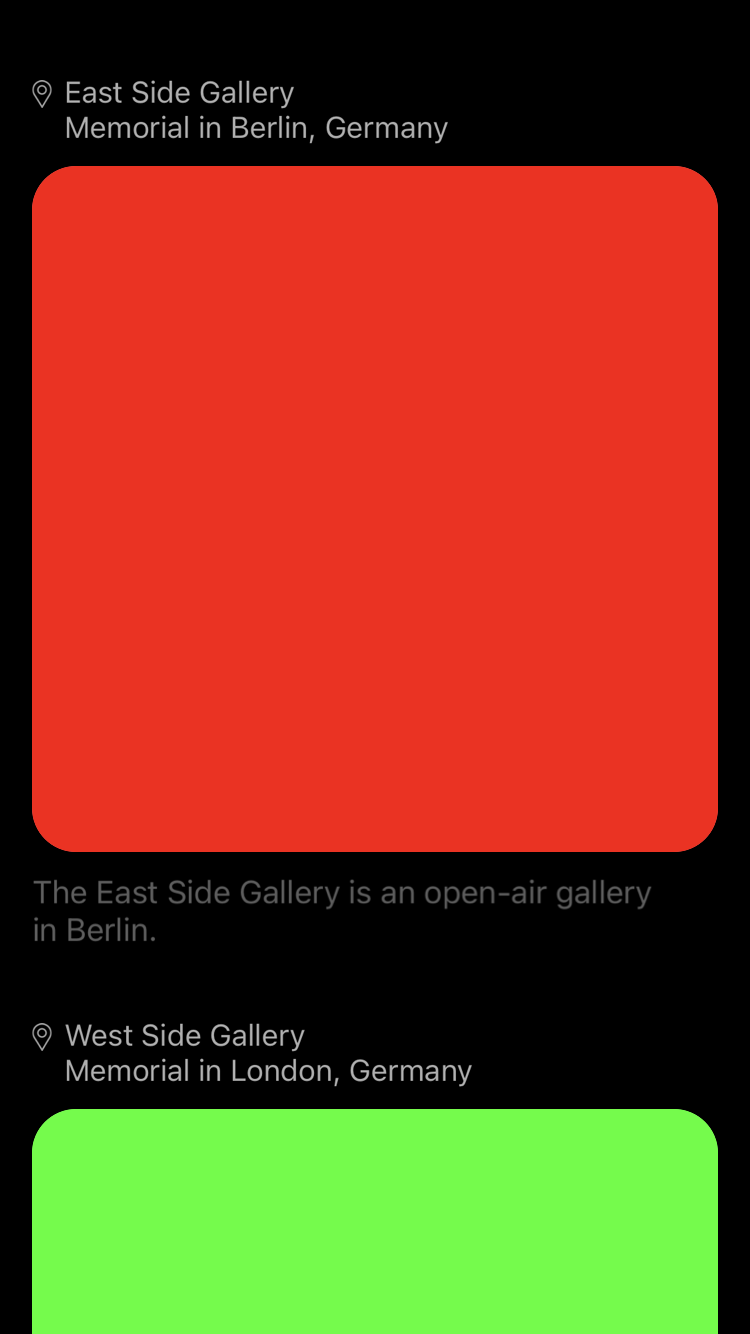 East Side Gallery
Memorial in Berlin, Germany
The East Side Gallery is an open-air gallery
in Berlin.
West Side Gallery
Memorial in London, Germany